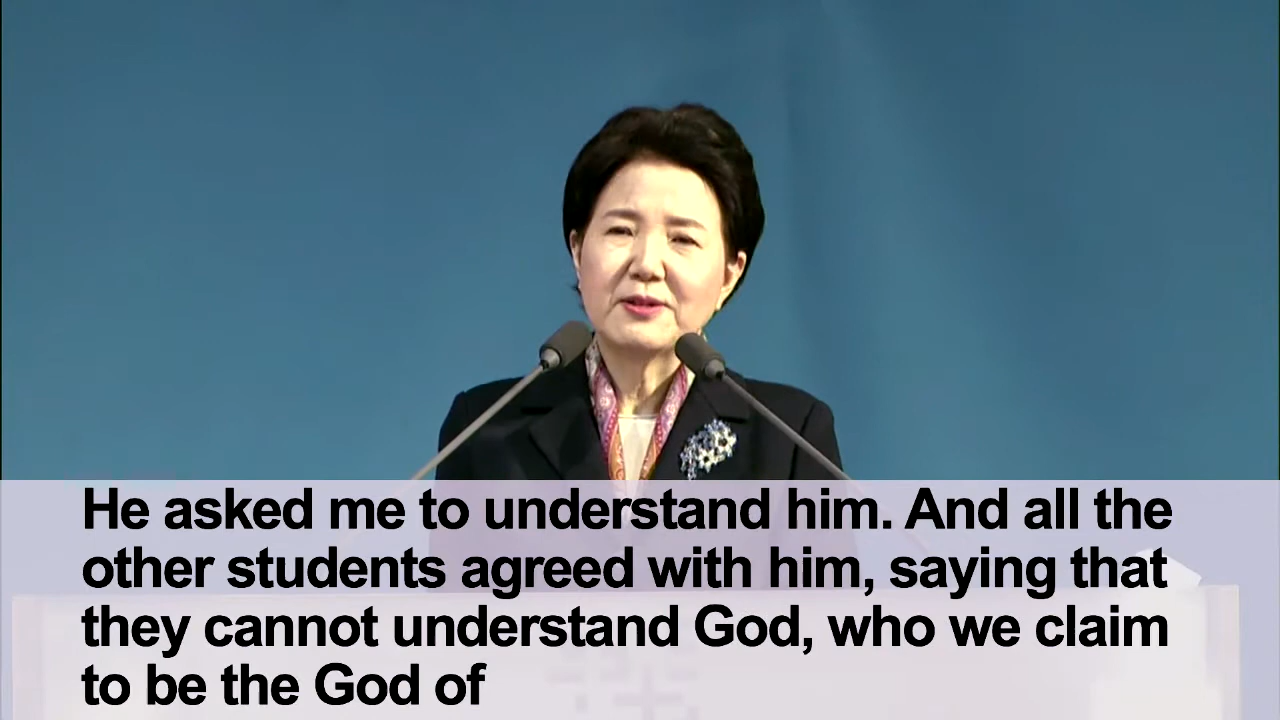 He asked me to understand him. And all the
other students agreed with him, saying that
they cannot understand God, who we claim
to be the God of